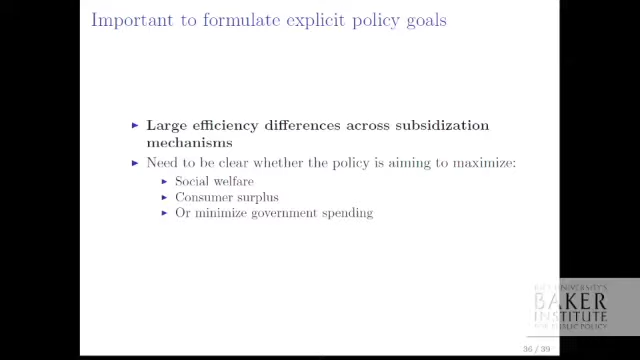 Important to formulate explicit policy goals
Large efficiency differences across subsidization
mechanisms
Need to be clear whether the policy is aiming to maximize:
Social welfare
Consumer surplus
Or minimize government spending
RICE UNIVERSITY'S
BAKER
INSTITUTE
FOR PUBLIC POLICY
36 / 39